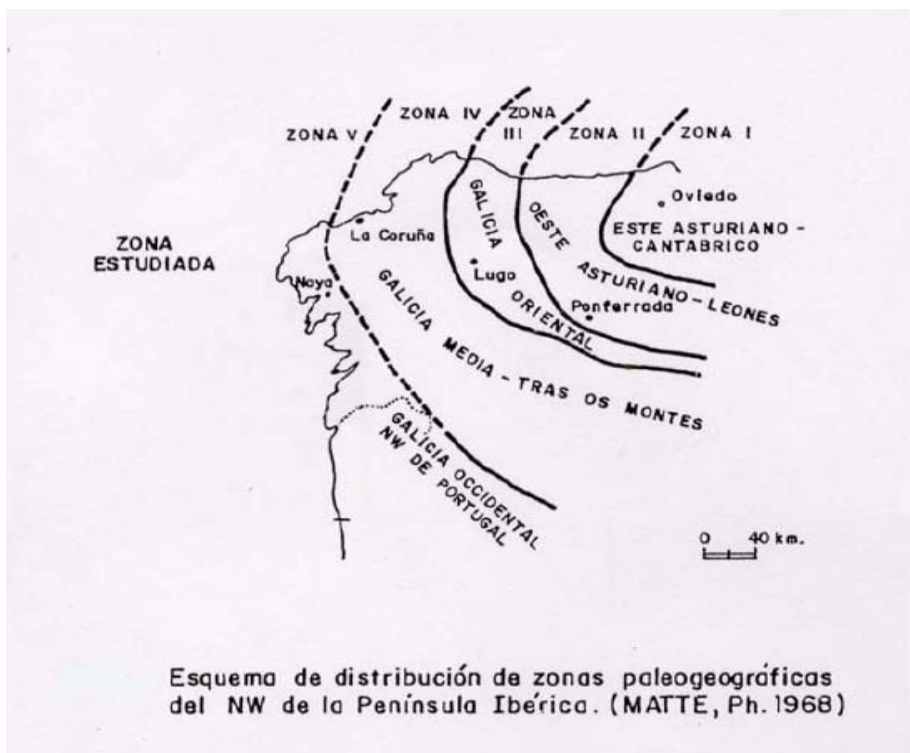 ZONA V
ZONA IV
ZONA
III
ZONA II
ZONA I
Oviedo
ESTE ASTURIANO -
CANTABRICO
La Coruña
ZONA
ESTUDIADA
Noya
GALICIA
ORIENTAL
Lugo
OESTE
ASTURIANO-LEONES
Ponferrada
GALICIA MEDIA - TRAS OS MONTES
GALICIA OCCIDENTAL
NW DE PORTUGAL
0 40 km.
Esquema de distribución de zonas paleogeográficas
del NW de la Península Ibérica. (MATTE, Ph. 1968)